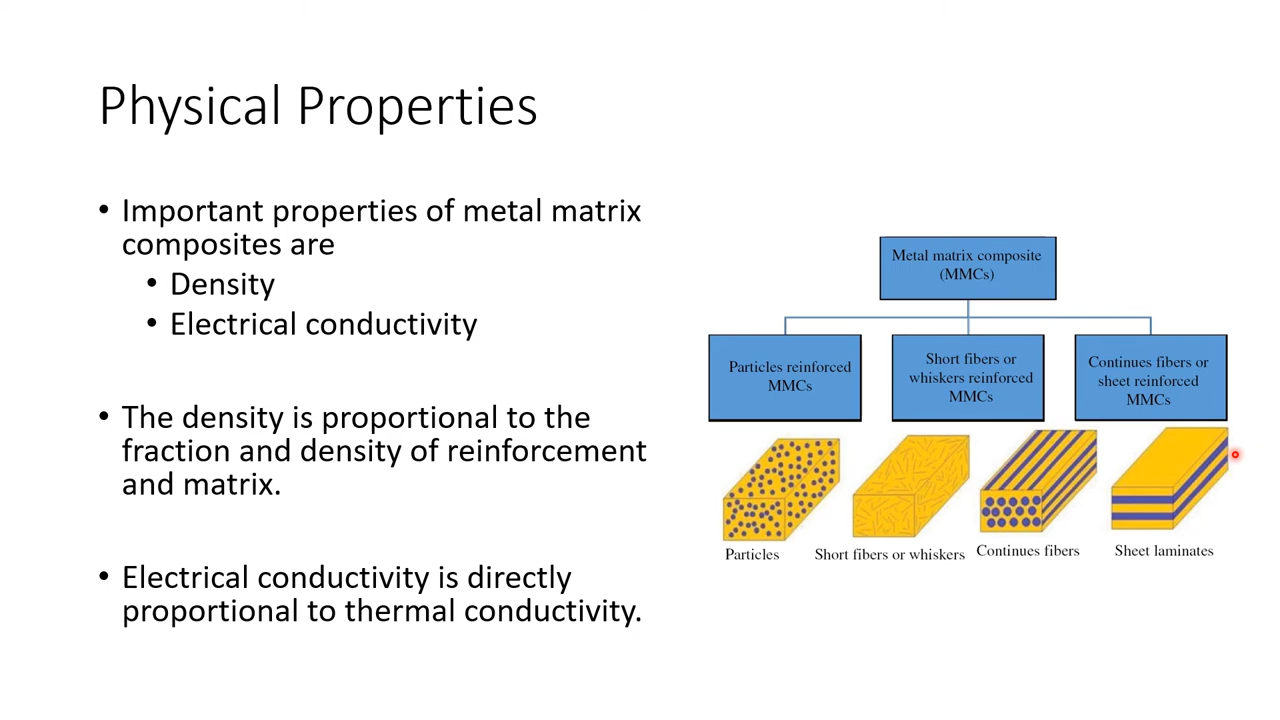 Physical Properties
• Important properties of metal matrix
composites are
• Density
• Electrical conductivity
• The density is proportional to the
fraction and density of reinforcement
and matrix.
• Electrical conductivity is directly
proportional to thermal conductivity.
Metal matrix composite
(MMCs)
Particles reinforced
MMCs
Short fibers or
whiskers reinforced
MMCs
Continues fibers or
sheet reinforced
MMCs
Particles
Short fibers or whiskers
Continues fibers
Sheet laminates